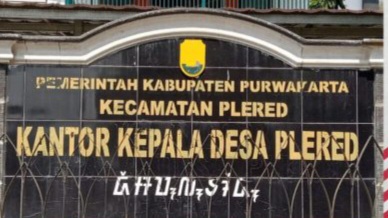 PEMERINTAH KABUPATEN PURWAKARTA
KECAMATAN PLERED
KANTOR KEPALA DESA PLERED